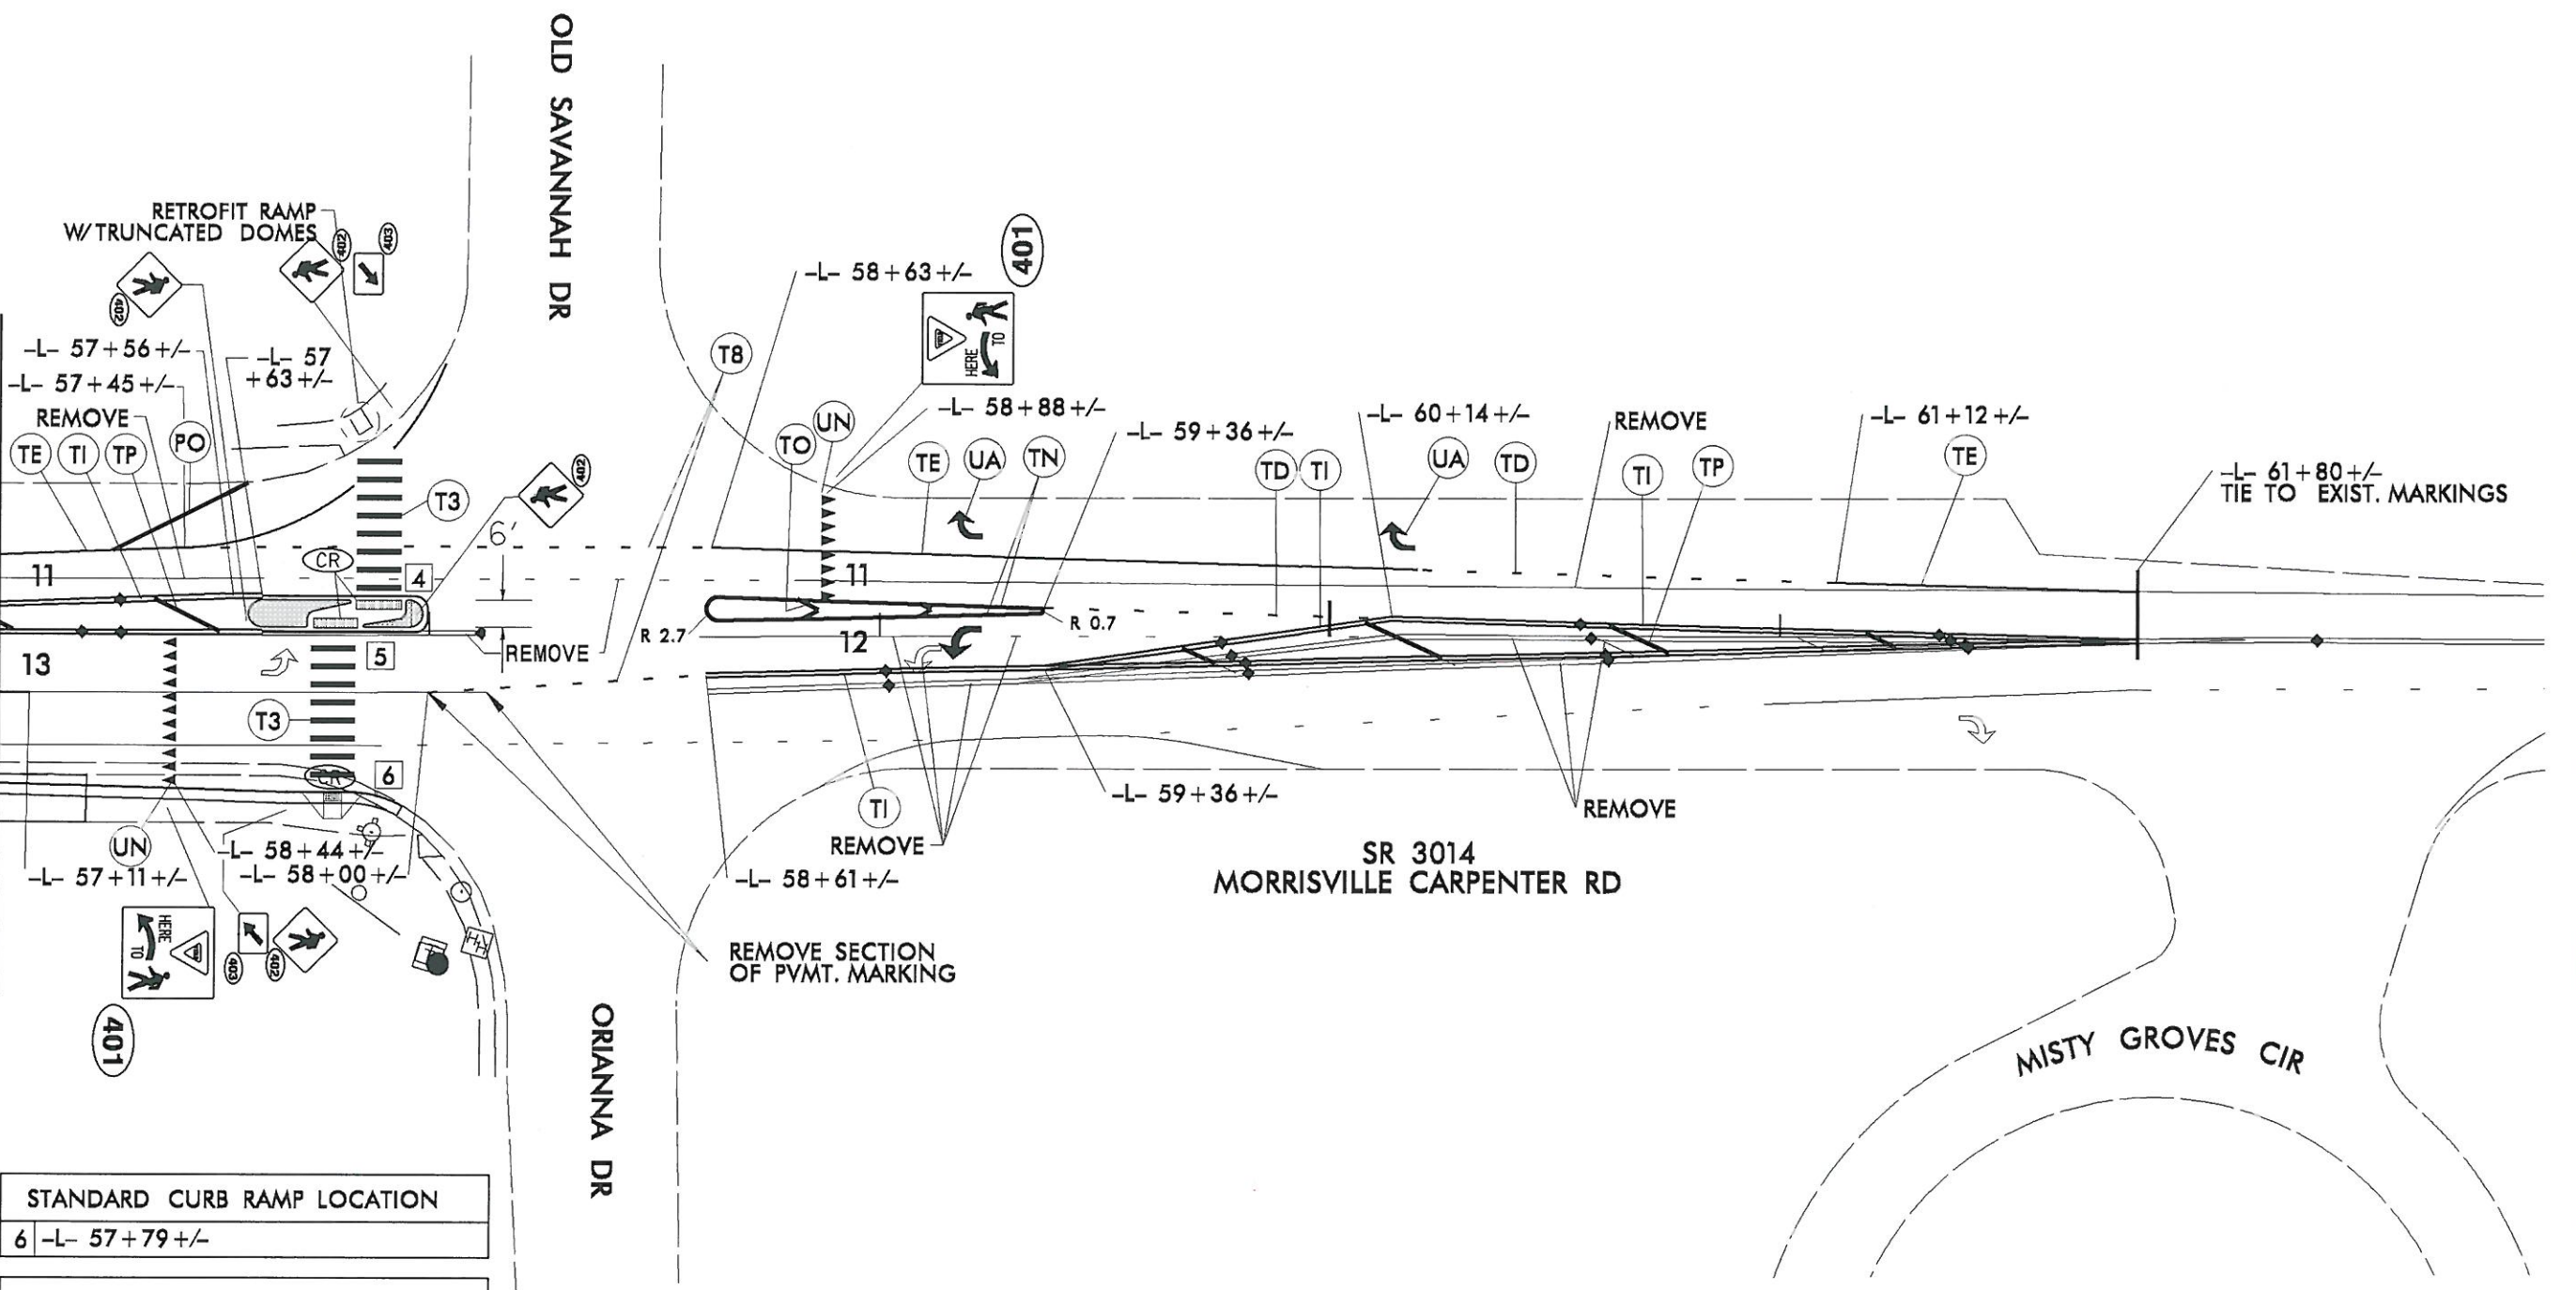 OLD SAVANNAH DR
RETROFIT RAMP
W/TRUNCATED DOMES
402
403
402
-L- 57+56+/-
-L- 57
+63+/-
-L- 57+45+/-
REMOVE
TE
TI
TP
PO
T3
402
6'
CR
4
11
13
5
T3
REMOVE
CR
6
UN
-L- 58+44+/-
-L- 58+00+/-
-L- 57+11+/-
HERE
TO
403
402
401
HH
T8
-L- 58+63+/-
401
HERE
TO
-L- 58+88+/-
TO
UN
TE
UA
TN
-L- 59+36+/-
TD
TI
-L- 60+14+/-
UA
TD
REMOVE
TI
TP
-L- 61+12+/-
TE
-L- 61+80+/-
TIE TO EXIST. MARKINGS
11
R 2.7
12
R 0.7
TI
REMOVE
-L- 58+61+/-
-L- 59+36+/-
REMOVE
SR 3014
MORRISVILLE CARPENTER RD
REMOVE SECTION
OF PVMT. MARKING
ORIANNA DR
MISTY GROVES CIR
STANDARD CURB RAMP LOCATION
6 -L- 57+79+/-